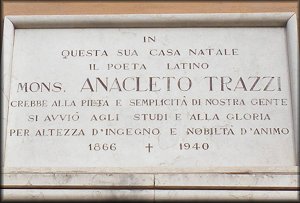 IN
QUESTA SUA CASA NATALE
IL POETA LATINO
MONS. ANACLETO TRAZZI
CREBBE ALLA PIETA E SEMPLICITÀ DI NOSTRA GENTE
SI AVVIÒ AGLI STUDI E ALLA GLORIA
PER ALTEZZA D'INGEGNO E NOBILTÀ D'ANIMO
1866 † 1940